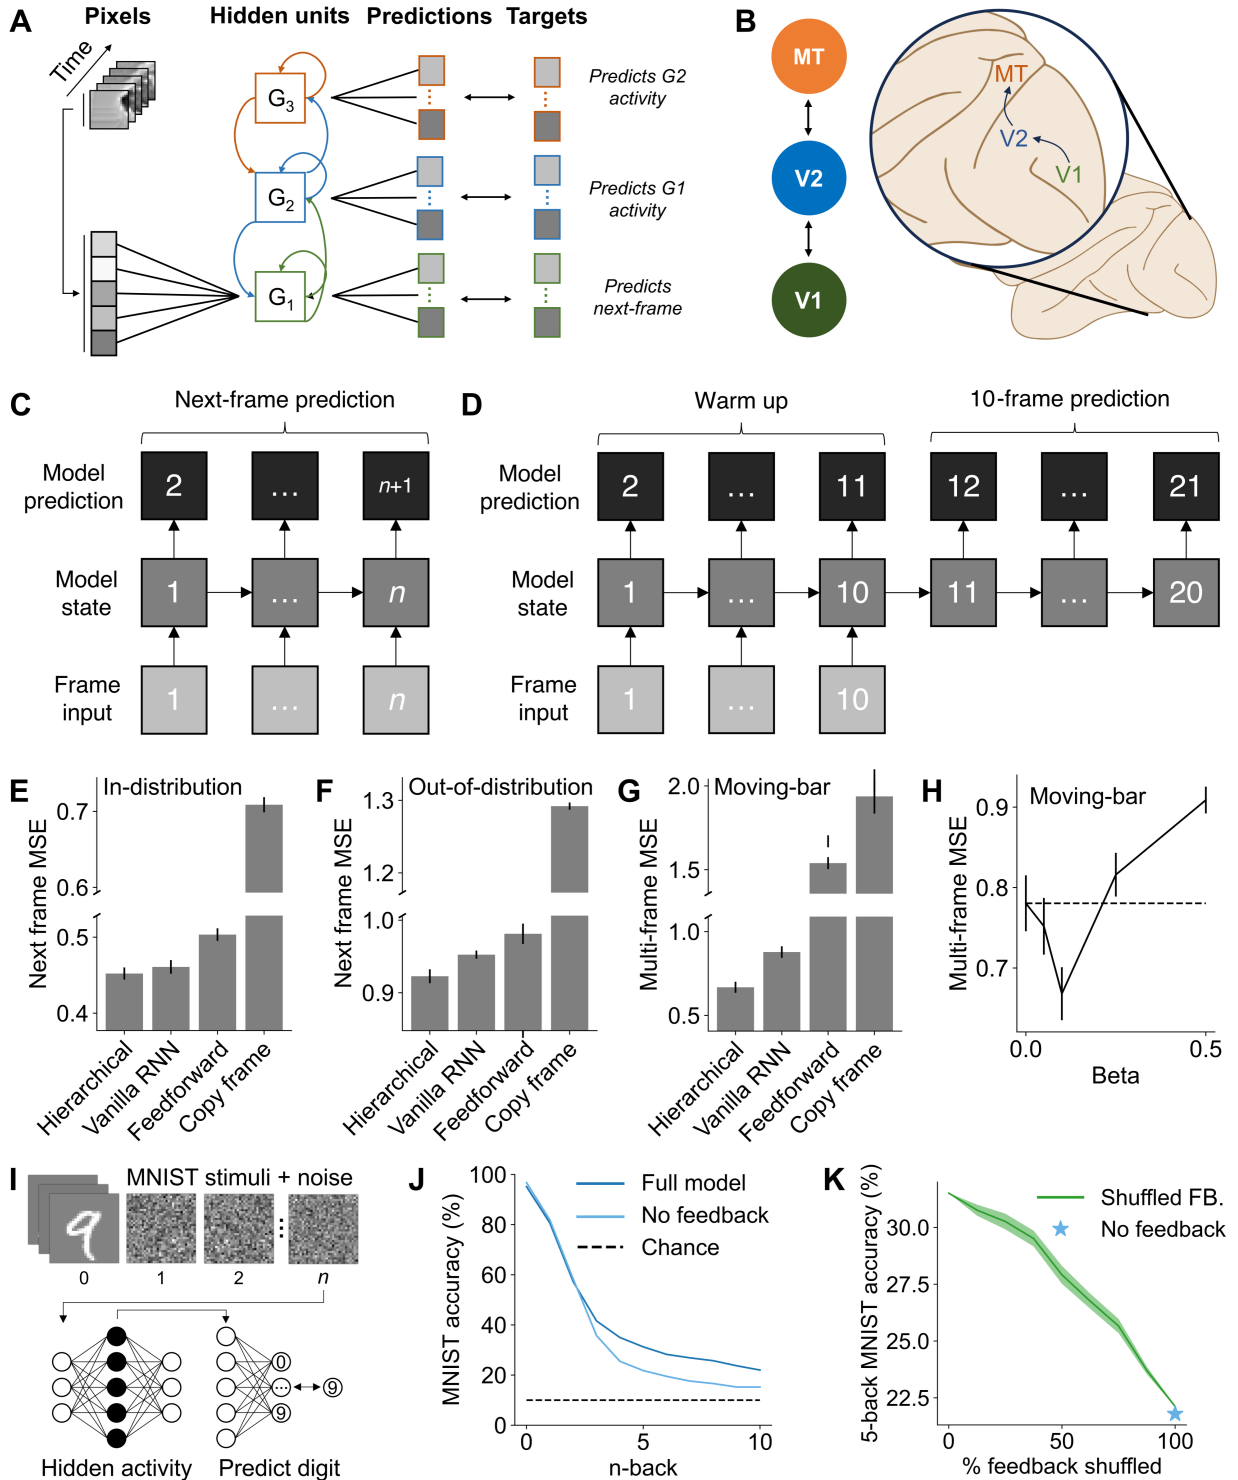 A
Pixels
Hidden units
Predictions
Targets
Time
G3
G2
G1
Predicts G2
activity
Predicts G1
activity
Predicts
next-frame
B
MT
V2
V1
MT
V2
V1
C
Next-frame prediction
Model
prediction
2
...
n+1
Model
state
1
...
n
Frame
input
1
...
n
D
Warm up
10-frame prediction
Model
prediction
2
...
11
12
...
21
Model
state
1
...
10
11
...
20
Frame
input
1
...
10
E
In-distribution
Next frame MSE
0.7
0.6
0.5
0.4
Hierarchical
Vanilla RNN
Feedforward
Copy frame
F
Out-of-distribution
Next frame MSE
1.3
1.2
1.0
0.9
Hierarchical
Vanilla RNN
Feedforward
Copy frame
G
Moving-bar
Multi-frame MSE
2.0
1.5
1.0
0.5
Hierarchical
Vanilla RNN
Feedforward
Copy frame
H
Moving-bar
Multi-frame MSE
0.9
0.8
0.7
0.0
0.5
Beta
I
MNIST stimuli + noise
9
0
1
2
n
0
...
9
9
Hidden activity
Predict digit
J
MNIST accuracy (%)
100
80
60
40
20
0
Full model
No feedback
Chance
0
5
10
n-back
K
5-back MNIST accuracy (%)
30.0
27.5
25.0
22.5
Shuffled FB.
No feedback
0
50
100
% feedback shuffled